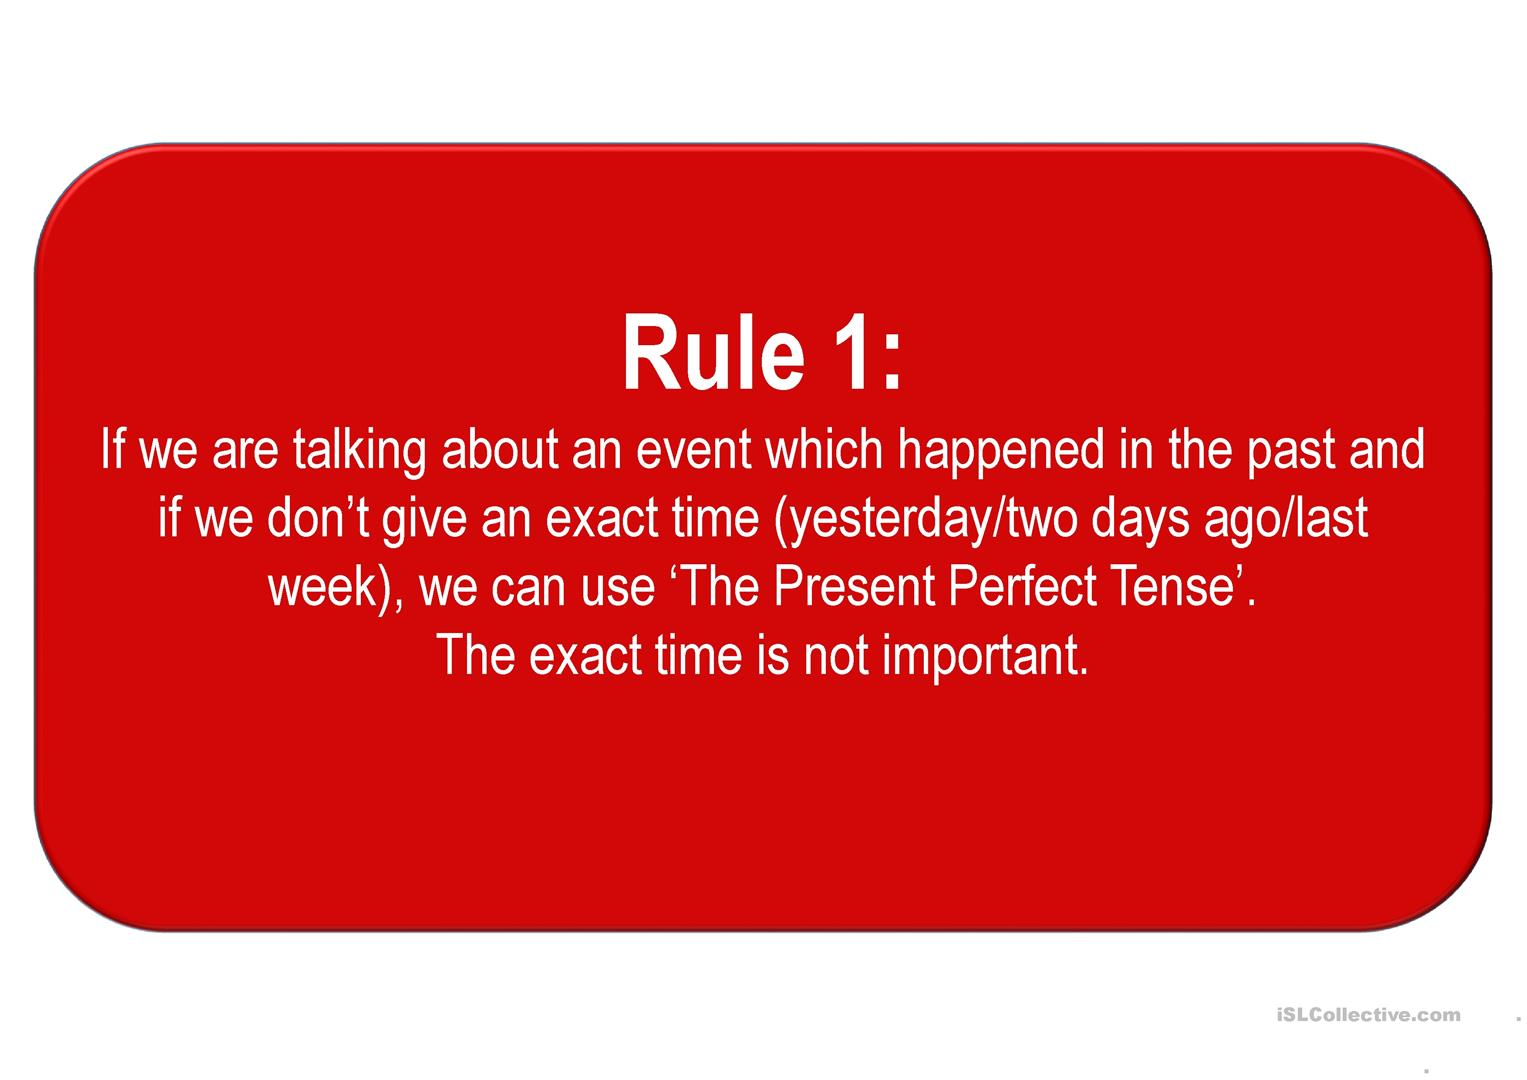 Rule 1:
If we are talking about an event which happened in the past and
if we don’t give an exact time (yesterday/two days ago/last
week), we can use ‘The Present Perfect Tense’.
The exact time is not important.
iSLCollective.com